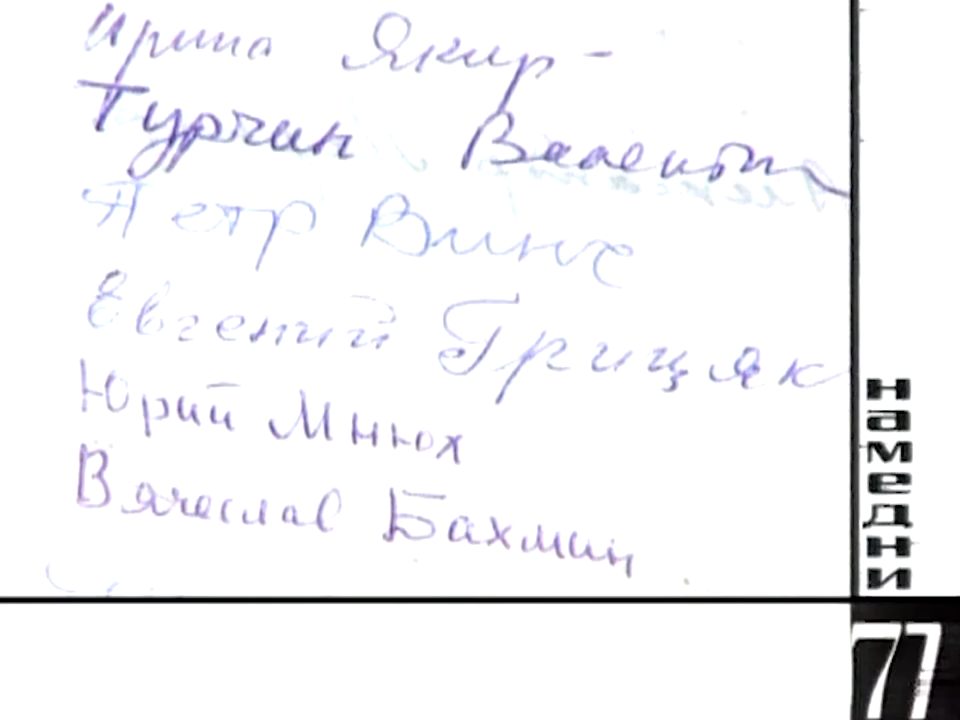 Ирина Якир -
Турчин Валентин
Петр Винс
Евгений Грицяк
Юрий Мнюх
Вячеслав Бахмин
намедни
77